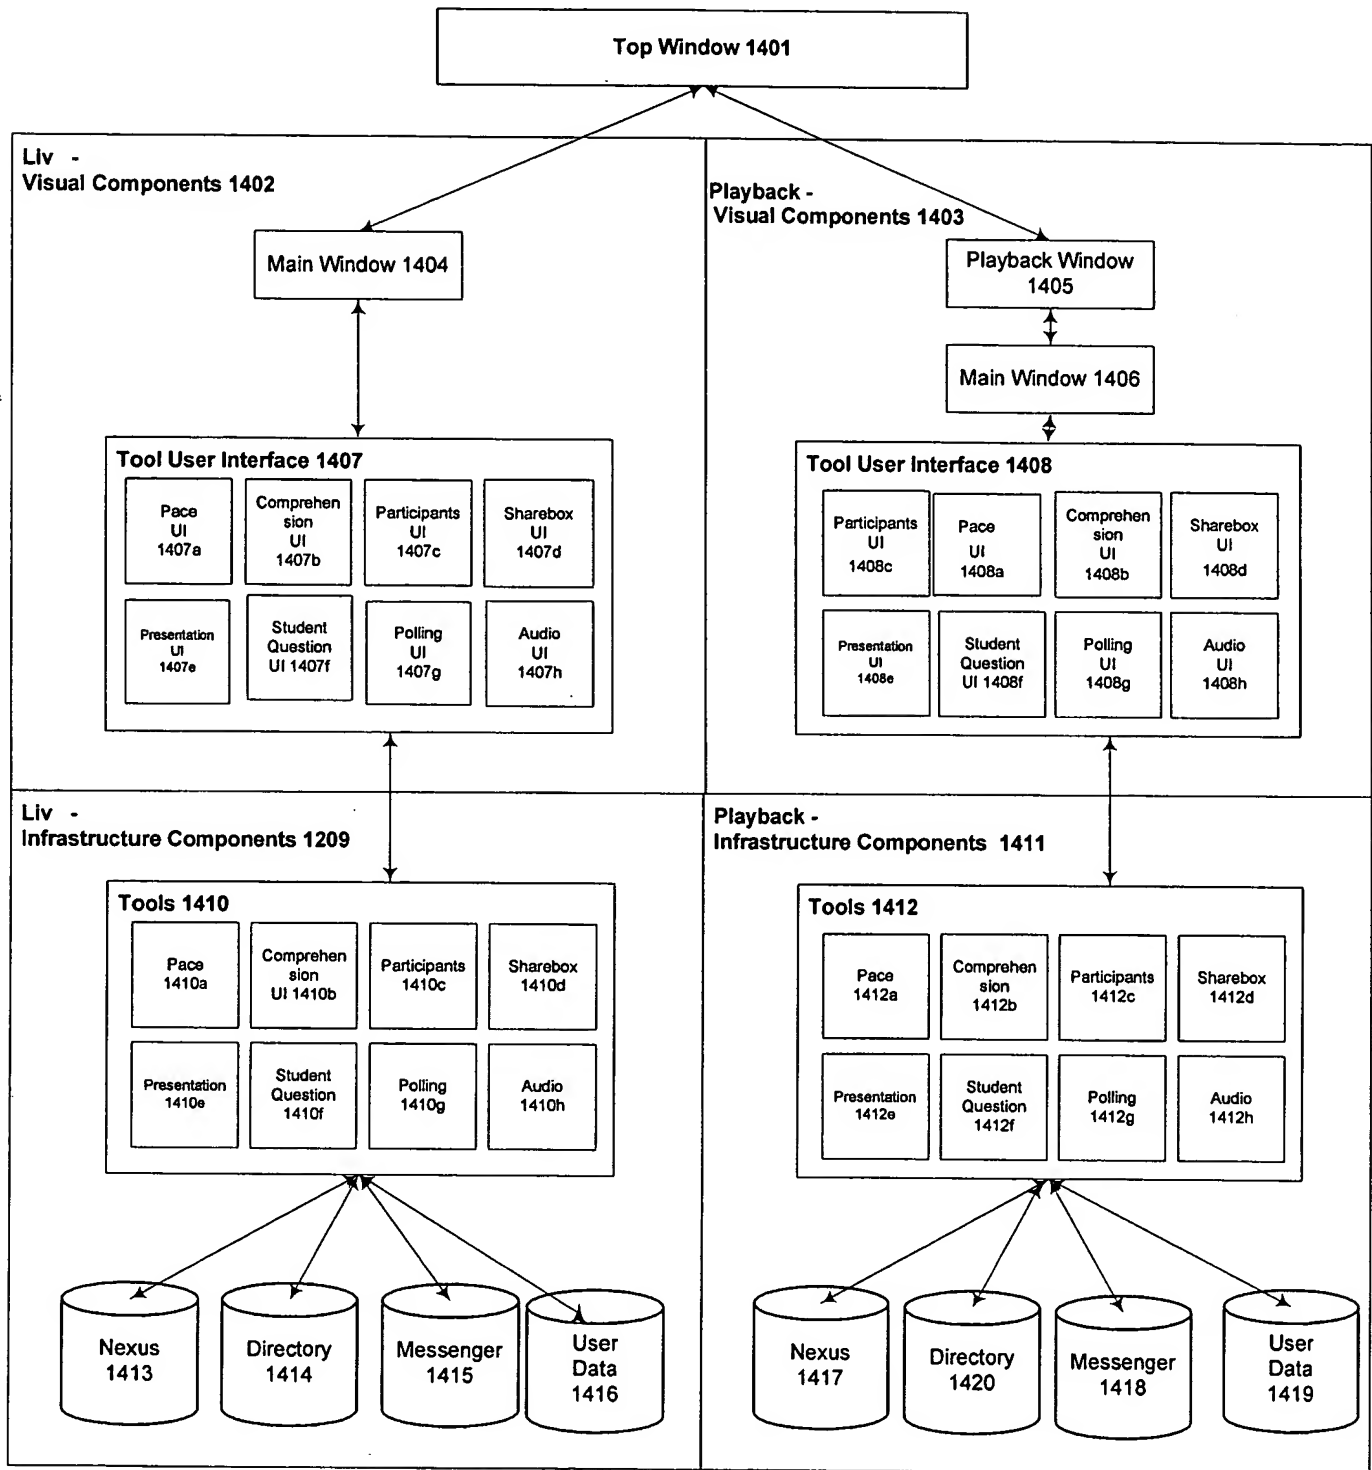 Top Window 1401
Liv -
Visual Components 1402
Main Window 1404
Tool User Interface 1407
Pace
UI
1407a
Comprehen
sion
UI
1407b
Participants
UI
1407c
Sharebox
UI
1407d
Presentation
UI
1407e
Student
Question
UI 1407f
Polling
UI
1407g
Audio
UI
1407h
Playback -
Visual Components 1403
Playback Window
1405
Main Window 1406
Tool User Interface 1408
Participants
UI
1408c
Pace
UI
1408a
Comprehen
sion
UI
1408b
Sharebox
UI
1408d
Presentation
UI
1408e
Student
Question
UI 1408f
Polling
UI
1408g
Audio
UI
1408h
Liv -
Infrastructure Components 1209
Tools 1410
Pace
1410a
Comprehen
sion
UI 1410b
Participants
1410c
Sharebox
1410d
Presentation
1410e
Student
Question
1410f
Polling
1410g
Audio
1410h
Nexus
1413
Directory
1414
Messenger
1415
User
Data
1416
Playback -
Infrastructure Components 1411
Tools 1412
Pace
1412a
Comprehen
sion
1412b
Participants
1412c
Sharebox
1412d
Presentation
1412e
Student
Question
1412f
Polling
1412g
Audio
1412h
Nexus
1417
Directory
1420
Messenger
1418
User
Data
1419